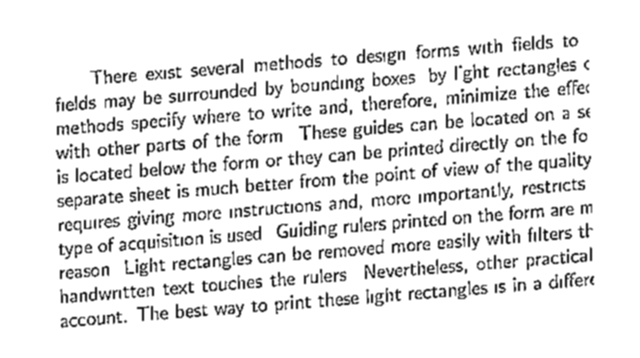 There exist several methods to design forms with fields to
fields may be surrounded by bounding boxes by light rectangles
methods specify where to write and, therefore, minimize the
with other parts of the form These guides can be located on a
is located below the form or they can be printed directly on the
separate sheet is much better from the point of view of the quality
requires giving more instructions and, more importantly, restricts
type of acquisition is used Guiding rulers printed on the form are
reason Light rectangles can be removed more easily with filters
handwritten text touches the rulers Nevertheless, other practical
account. The best way to print these light rectangles is in a